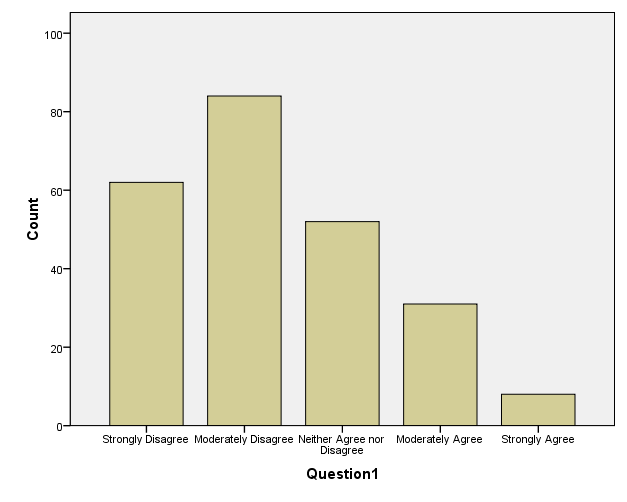 100
80
60
40
20
0
Count
Strongly Disagree
Moderately Disagree
Neither Agree nor
Disagree
Moderately Agree
Strongly Agree
Question1